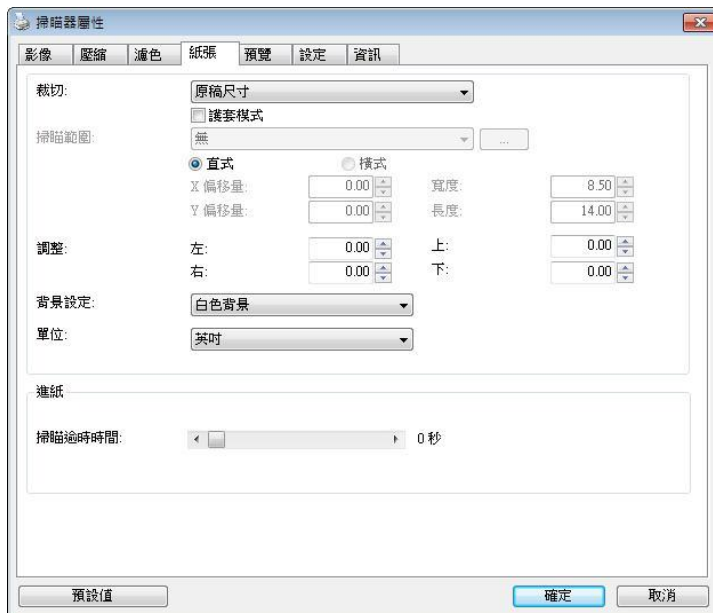 掃瞄器屬性
影像 壓縮 濾色 紙張 預覽 設定 資訊
裁切: 原稿尺寸
護套模式
掃瞄範圍: 無 ...
直式 橫式
X 偏移量: 0.00 寬度: 8.50
Y 偏移量: 0.00 長度: 14.00
調整: 左: 0.00 上: 0.00
右: 0.00 下: 0.00
背景設定: 白色背景
單位: 英吋
進紙
掃瞄逾時時間: 0 秒
預設值 確定 取消